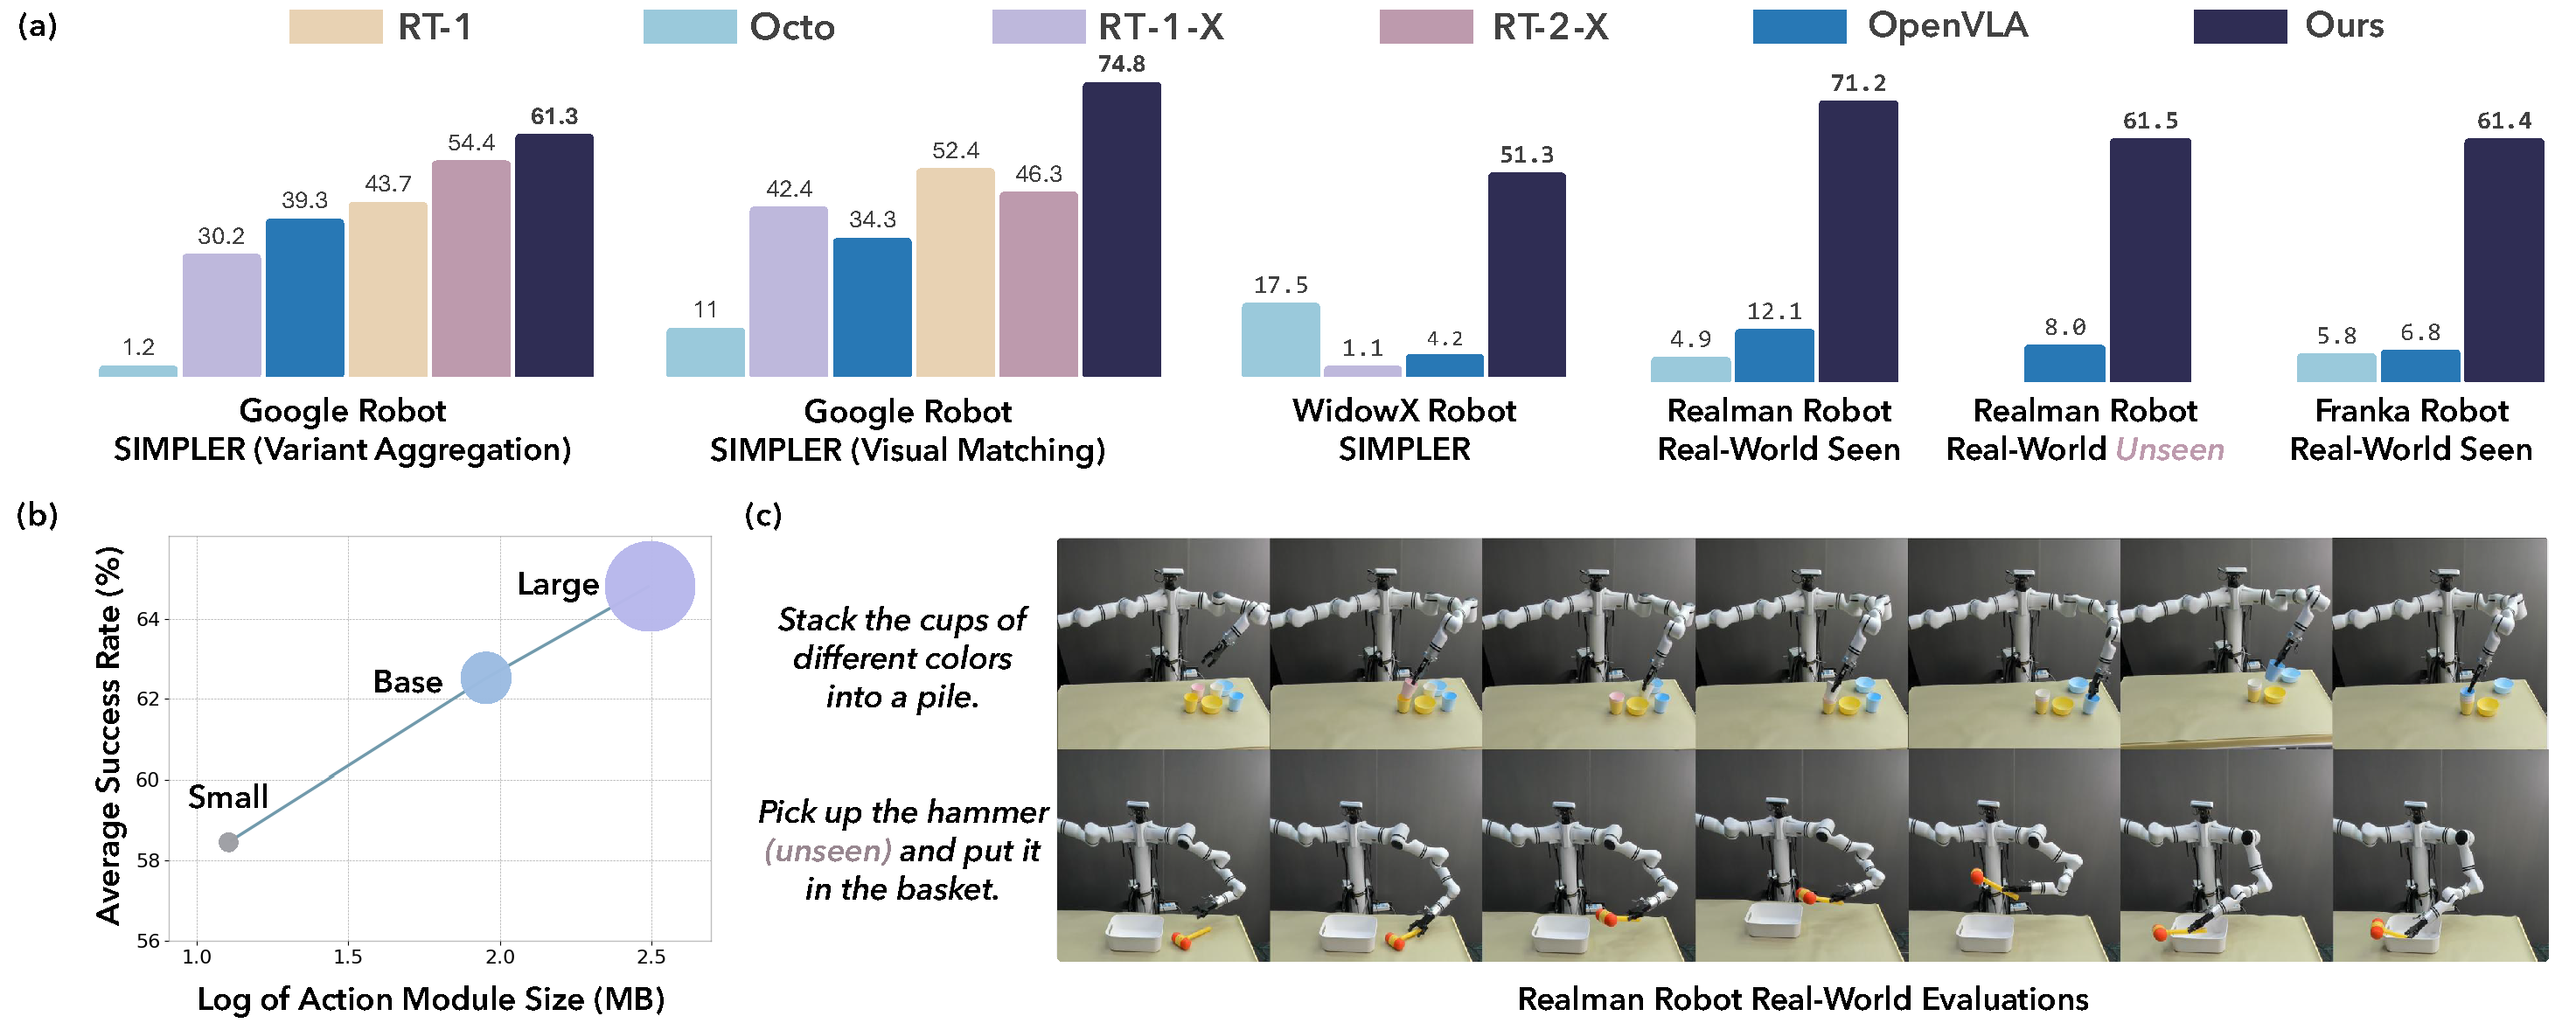 (a)
RT-1
Octo
RT-1-X
RT-2-X
OpenVLA
Ours
1.2
30.2
39.3
43.7
54.4
61.3
Google Robot
SIMPLER (Variant Aggregation)
11
42.4
34.3
52.4
46.3
74.8
Google Robot
SIMPLER (Visual Matching)
17.5
1.1
4.2
51.3
WidowX Robot
SIMPLER
4.9
12.1
71.2
Realman Robot
Real-World Seen
8.0
61.5
Realman Robot
Real-World Unseen
5.8
6.8
61.4
Franka Robot
Real-World Seen
(b)
Average Success Rate (%)
64
62
60
58
56
Large
Base
Small
1.0
1.5
2.0
2.5
Log of Action Module Size (MB)
(c)
Stack the cups of
different colors
into a pile.
Pick up the hammer
(unseen) and put it
in the basket.
Realman Robot Real-World Evaluations